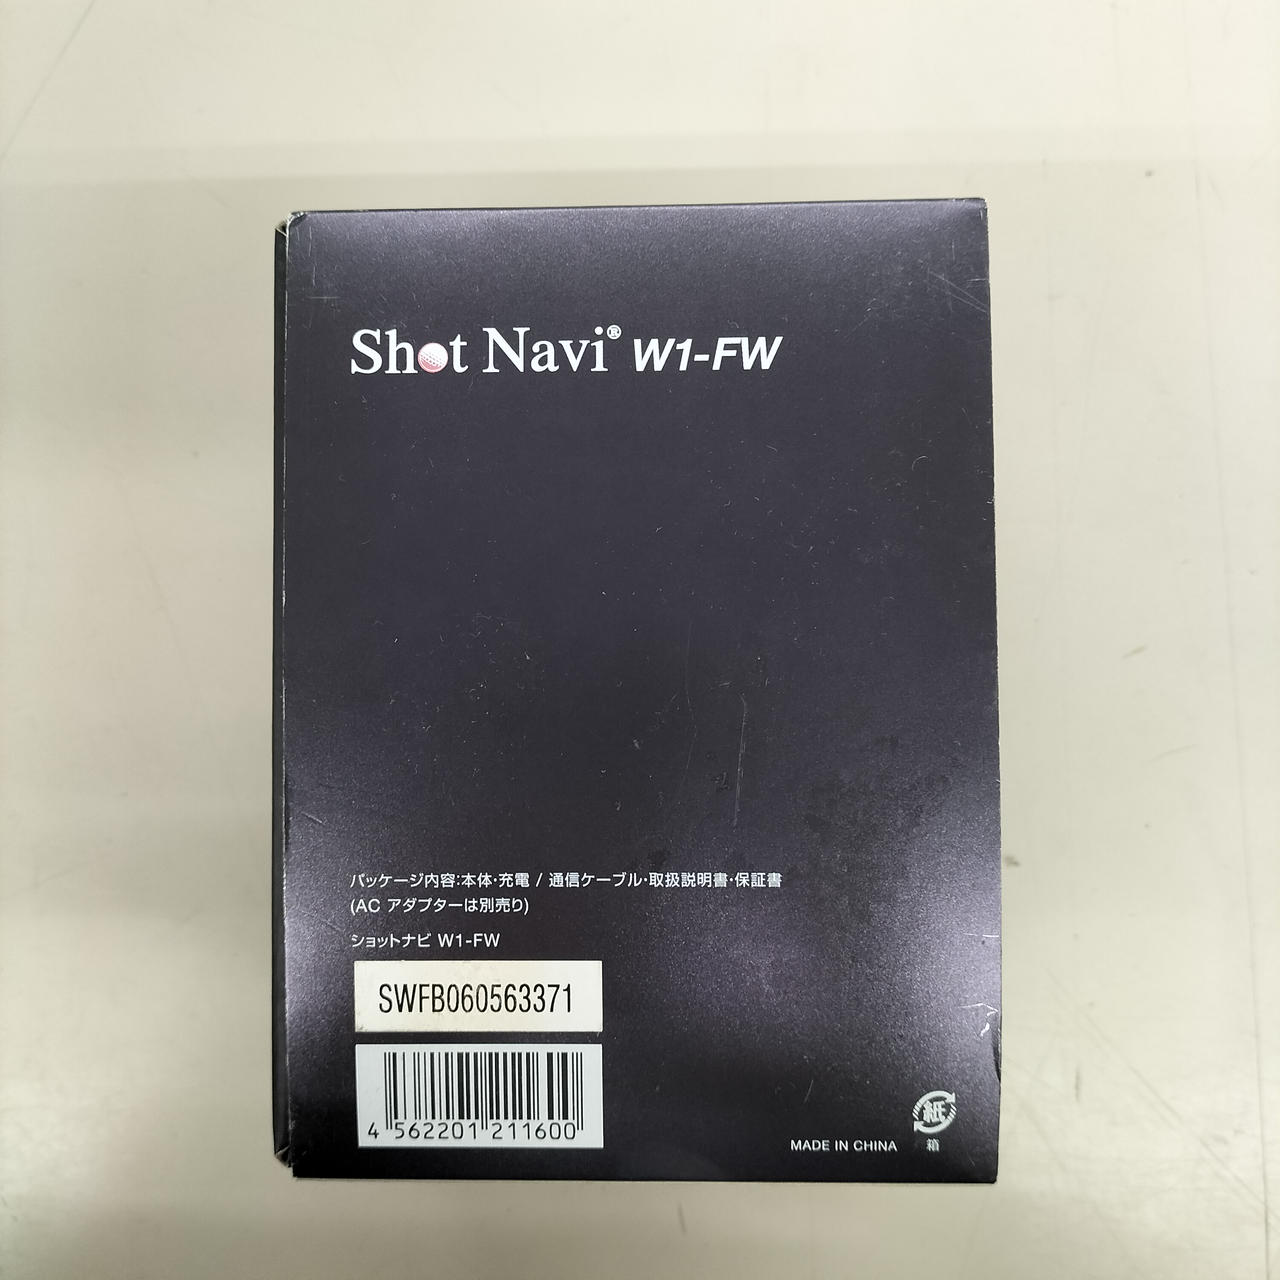 Shot Navi® W1-FW
パッケージ内容:本体・充電 / 通信ケーブル・取扱説明書・保証書
(AC アダプターは別売り)
ショットナビ W1-FW
SWFB060563371
4 562201 211600
MADE IN CHINA
紙
箱